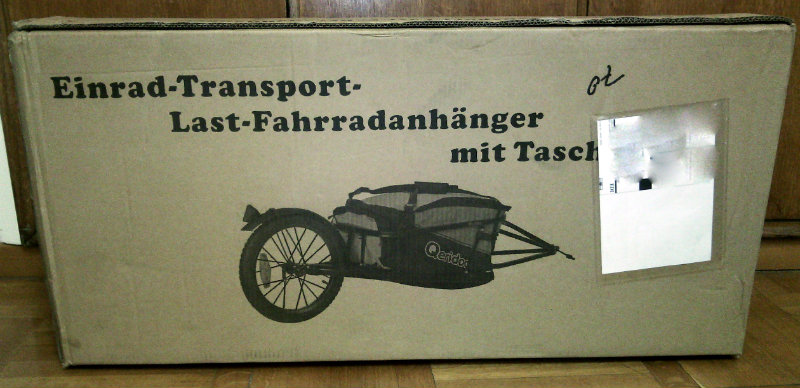 Einrad-Transport-
Last-Fahrradanhänger
mit Tasch
Qeridoo